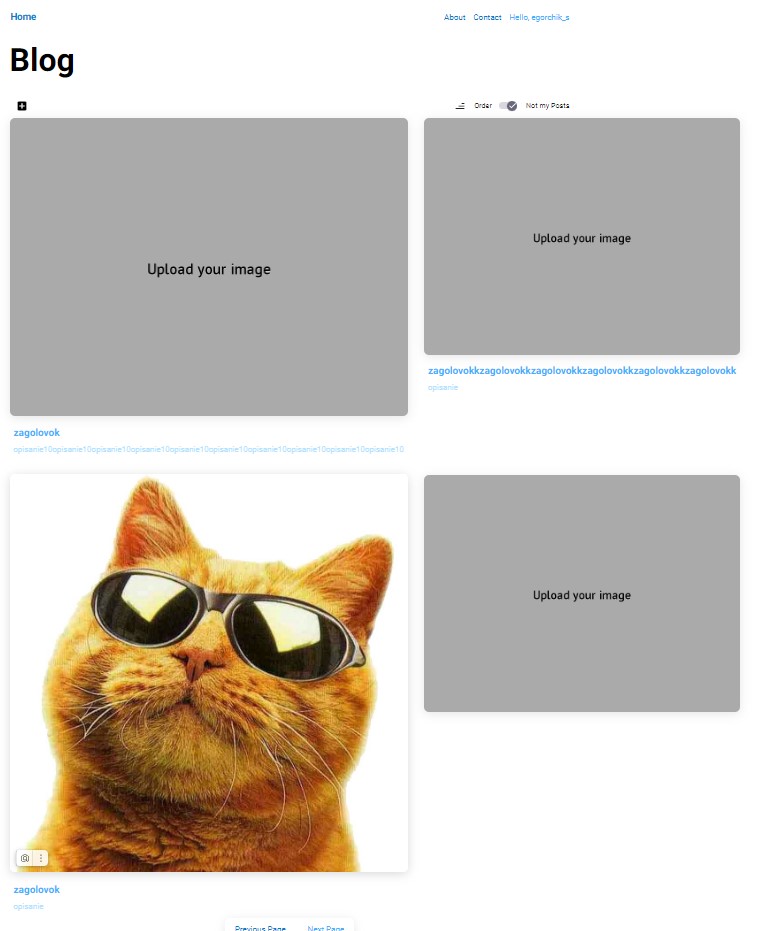 Home
About Contact Hello, egorchik_s
Blog
Order Not my Posts
Upload your image
Upload your image
zagolovokkzagolovokkzagolovokkzagolovokkzagolovokkzagolovokk
opisanie
zagolovok
opisanie10opisanie10opisanie10opisanie10opisanie10opisanie10opisanie10opisanie10opisanie10opisanie10
Upload your image
zagolovok
opisanie
Previous Page Next Page